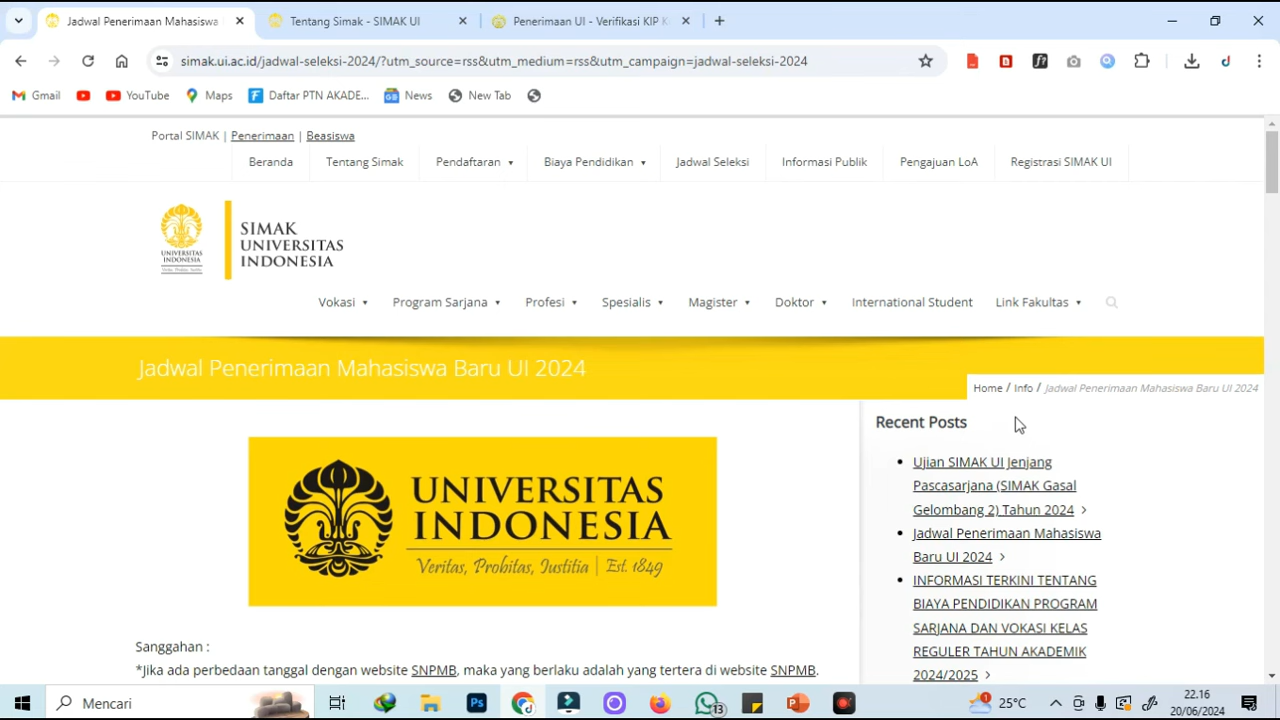 Jadwal Penerimaan Mahasiswa
Tentang Simak - SIMAK UI
Penerimaan UI - Verifikasi KIP K
simak.ui.ac.id/jadwal-seleksi-2024/?utm_source=rss&utm_medium=rss&utm_campaign=jadwal-seleksi-2024
Gmail
YouTube
Maps
Daftar PTN AKADE...
News
New Tab
Portal SIMAK | Penerimaan | Beasiswa
Beranda
Tentang Simak
Pendaftaran
Biaya Pendidikan
Jadwal Seleksi
Informasi Publik
Pengajuan LoA
Registrasi SIMAK UI
UNIVERSITAS
INDONESIA
SIMAK
UNIVERSITAS
INDONESIA
Vokasi
Program Sarjana
Profesi
Spesialis
Magister
Doktor
International Student
Link Fakultas
Jadwal Penerimaan Mahasiswa Baru UI 2024
Home / Info / Jadwal Penerimaan Mahasiswa Baru UI 2024
UNIVERSITAS
INDONESIA
Veritas, Probitas, Iustitia | Est. 1849
Sanggahan :
*Jika ada perbedaan tanggal dengan website SNPMB, maka yang berlaku adalah yang tertera di website SNPMB.
Recent Posts
Ujian SIMAK UI Jenjang
Pascasarjana (SIMAK Gasal
Gelombang 2) Tahun 2024
Jadwal Penerimaan Mahasiswa
Baru UI 2024
INFORMASI TERKINI TENTANG
BIAYA PENDIDIKAN PROGRAM
SARJANA DAN VOKASI KELAS
REGULER TAHUN AKADEMIK
2024/2025
Mencari
13
1
25°C
22.16
20/06/2024